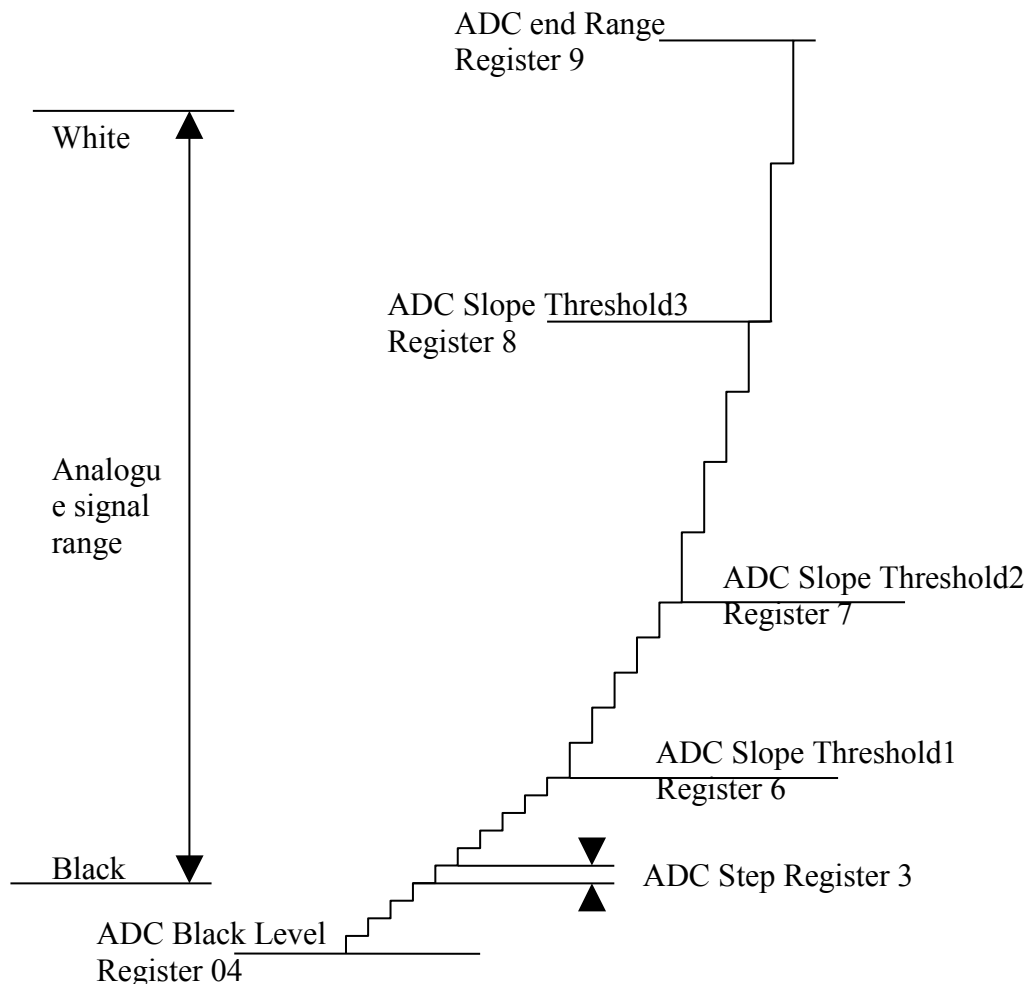 ADC end Range
Register 9
White
ADC Slope Threshold3
Register 8
Analogu
e signal
range
ADC Slope Threshold2
Register 7
ADC Slope Threshold1
Register 6
Black
ADC Step Register 3
ADC Black Level
Register 04